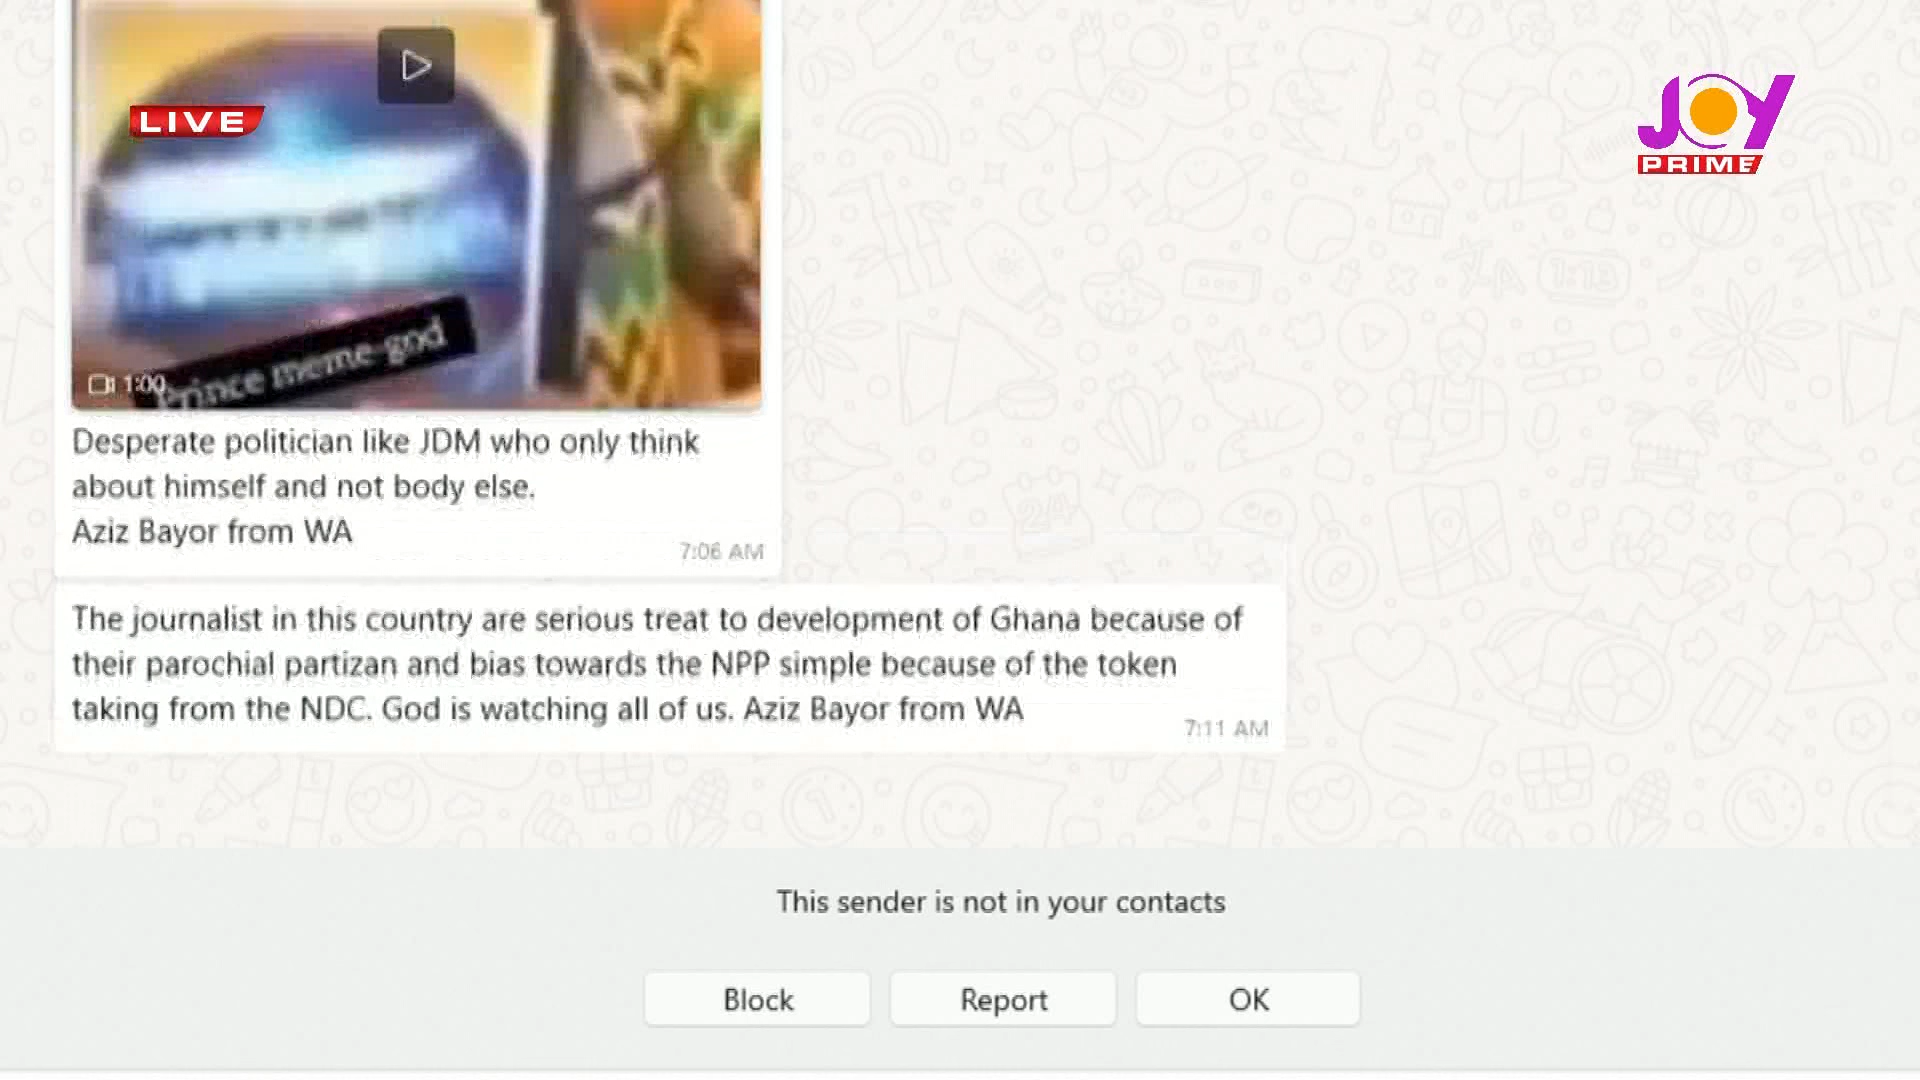 LIVE
JOY
PRIME
Prince meme god
1:00
Desperate politician like JDM who only think
about himself and not body else.
Aziz Bayor from WA
7:06 AM
The journalist in this country are serious treat to development of Ghana because of
their parochial partizan and bias towards the NPP simple because of the token
taking from the NDC. God is watching all of us. Aziz Bayor from WA
7:11 AM
This sender is not in your contacts
Block
Report
OK